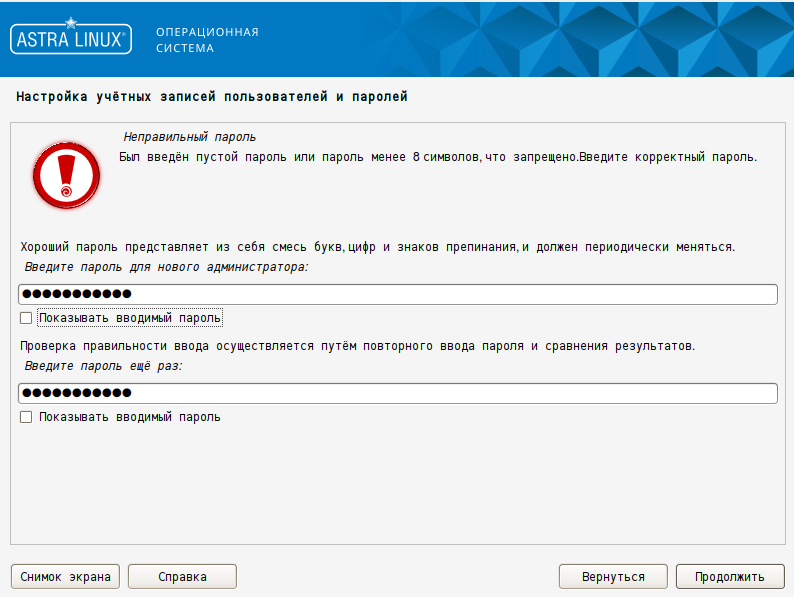 ASTRA LINUX®
ОПЕРАЦИОННАЯ
СИСТЕМА
Настройка учётных записей пользователей и паролей
Неправильный пароль
Был введён пустой пароль или пароль менее 8 символов, что запрещено.Введите корректный пароль.
Хороший пароль представляет из себя смесь букв, цифр и знаков препинания, и должен периодически меняться.
Введите пароль для нового администратора:
●●●●●●●●●●●
Показывать вводимый пароль
Проверка правильности ввода осуществляется путём повторного ввода пароля и сравнения результатов.
Введите пароль ещё раз:
●●●●●●●●●●●
Показывать вводимый пароль
Снимок экрана Справка Вернуться Продолжить